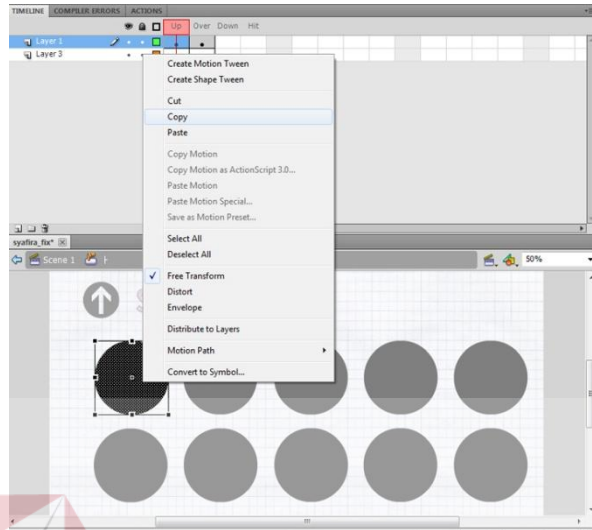 TIMELINE COMPILER ERRORS ACTIONS
Up Over Down Hit
Layer 1
Layer 3
Create Motion Tween
Create Shape Tween
Cut
Copy
Paste
Copy Motion
Copy Motion as ActionScript 3.0...
Paste Motion
Paste Motion Special...
Save as Motion Preset...
Select All
Deselect All
Free Transform
Distort
Envelope
Distribute to Layers
Motion Path
Convert to Symbol...
syafira_fix*
Scene 1
50%